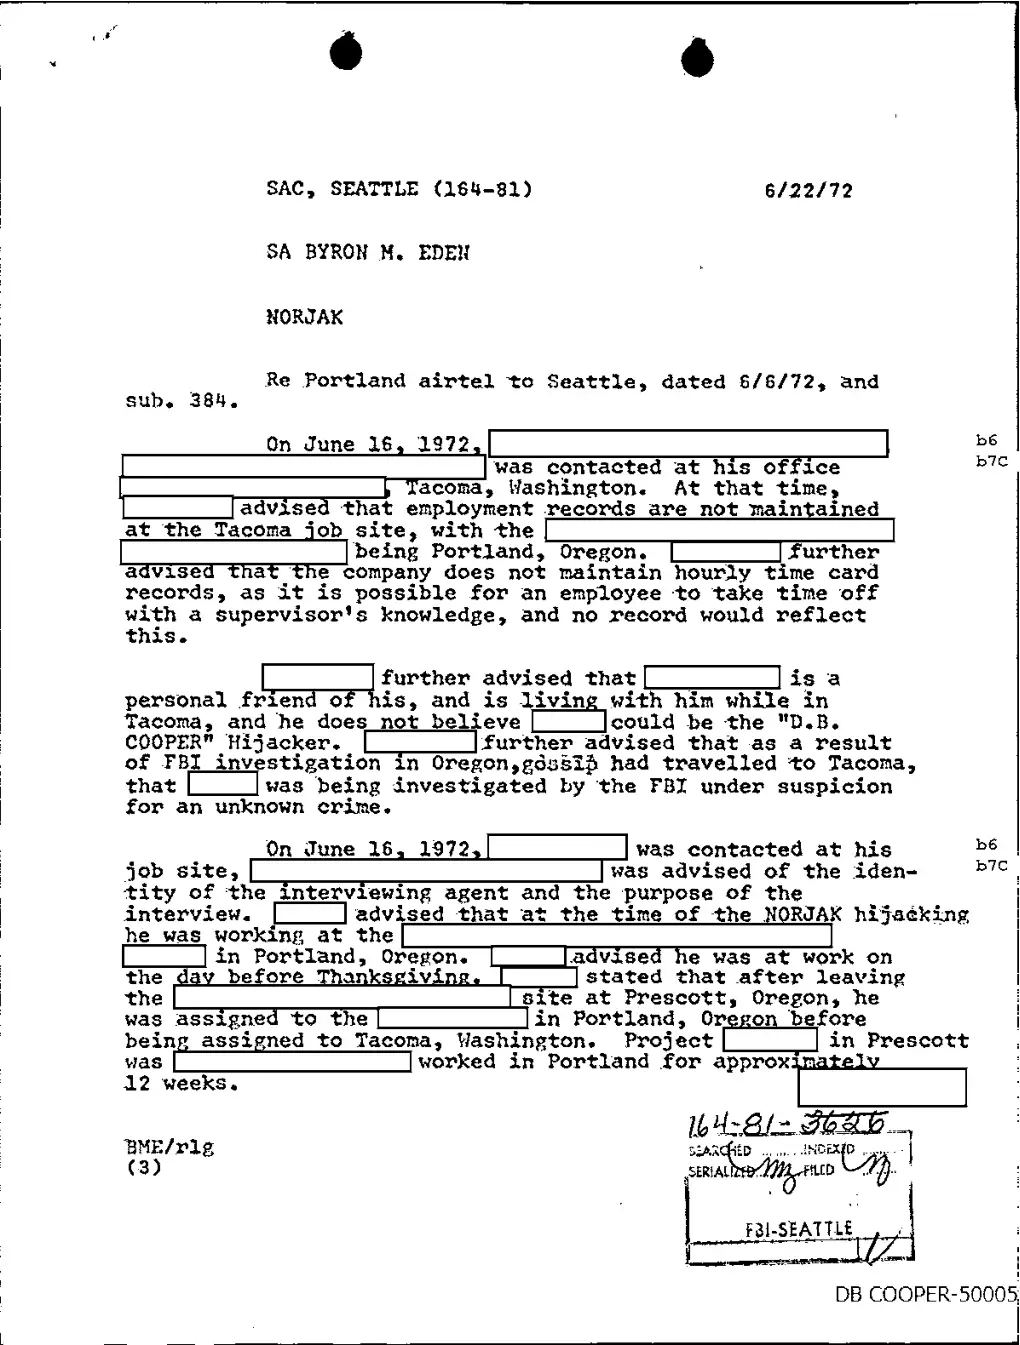 SAC, SEATTLE (164-81) 6/22/72
SA BYRON M. EDEN
NORJAK
Re Portland airtel to Seattle, dated 6/6/72, and
sub. 384.
On June 16, 1972, b6
was contacted at his office b7C
, Tacoma, Washington. At that time,
advised that employment records are not maintained
at the Tacoma job site, with the
being Portland, Oregon. further
advised that the company does not maintain hourly time card
records, as it is possible for an employee to take time off
with a supervisor's knowledge, and no record would reflect
this.
further advised that is a
personal friend of his, and is living with him while in
Tacoma, and he does not believe could be the "D.B.
COOPER" Hijacker. further advised that as a result
of FBI investigation in Oregon,gossip had travelled to Tacoma,
that was being investigated by the FBI under suspicion
for an unknown crime.
On June 16, 1972, was contacted at his b6
job site, was advised of the iden- b7C
tity of the interviewing agent and the purpose of the
interview. advised that at the time of the NORJAK hijacking
he was working at the
in Portland, Oregon. advised he was at work on
the day before Thanksgiving. stated that after leaving
the site at Prescott, Oregon, he
was assigned to the in Portland, Oregon before
being assigned to Tacoma, Washington. Project in Prescott
was worked in Portland for approximately
12 weeks.
164-81-3626
BME/rlg
(3)
SEARCHED INDEXED
SERIALIZED FILED
FBI-SEATTLE
DB COOPER-50005